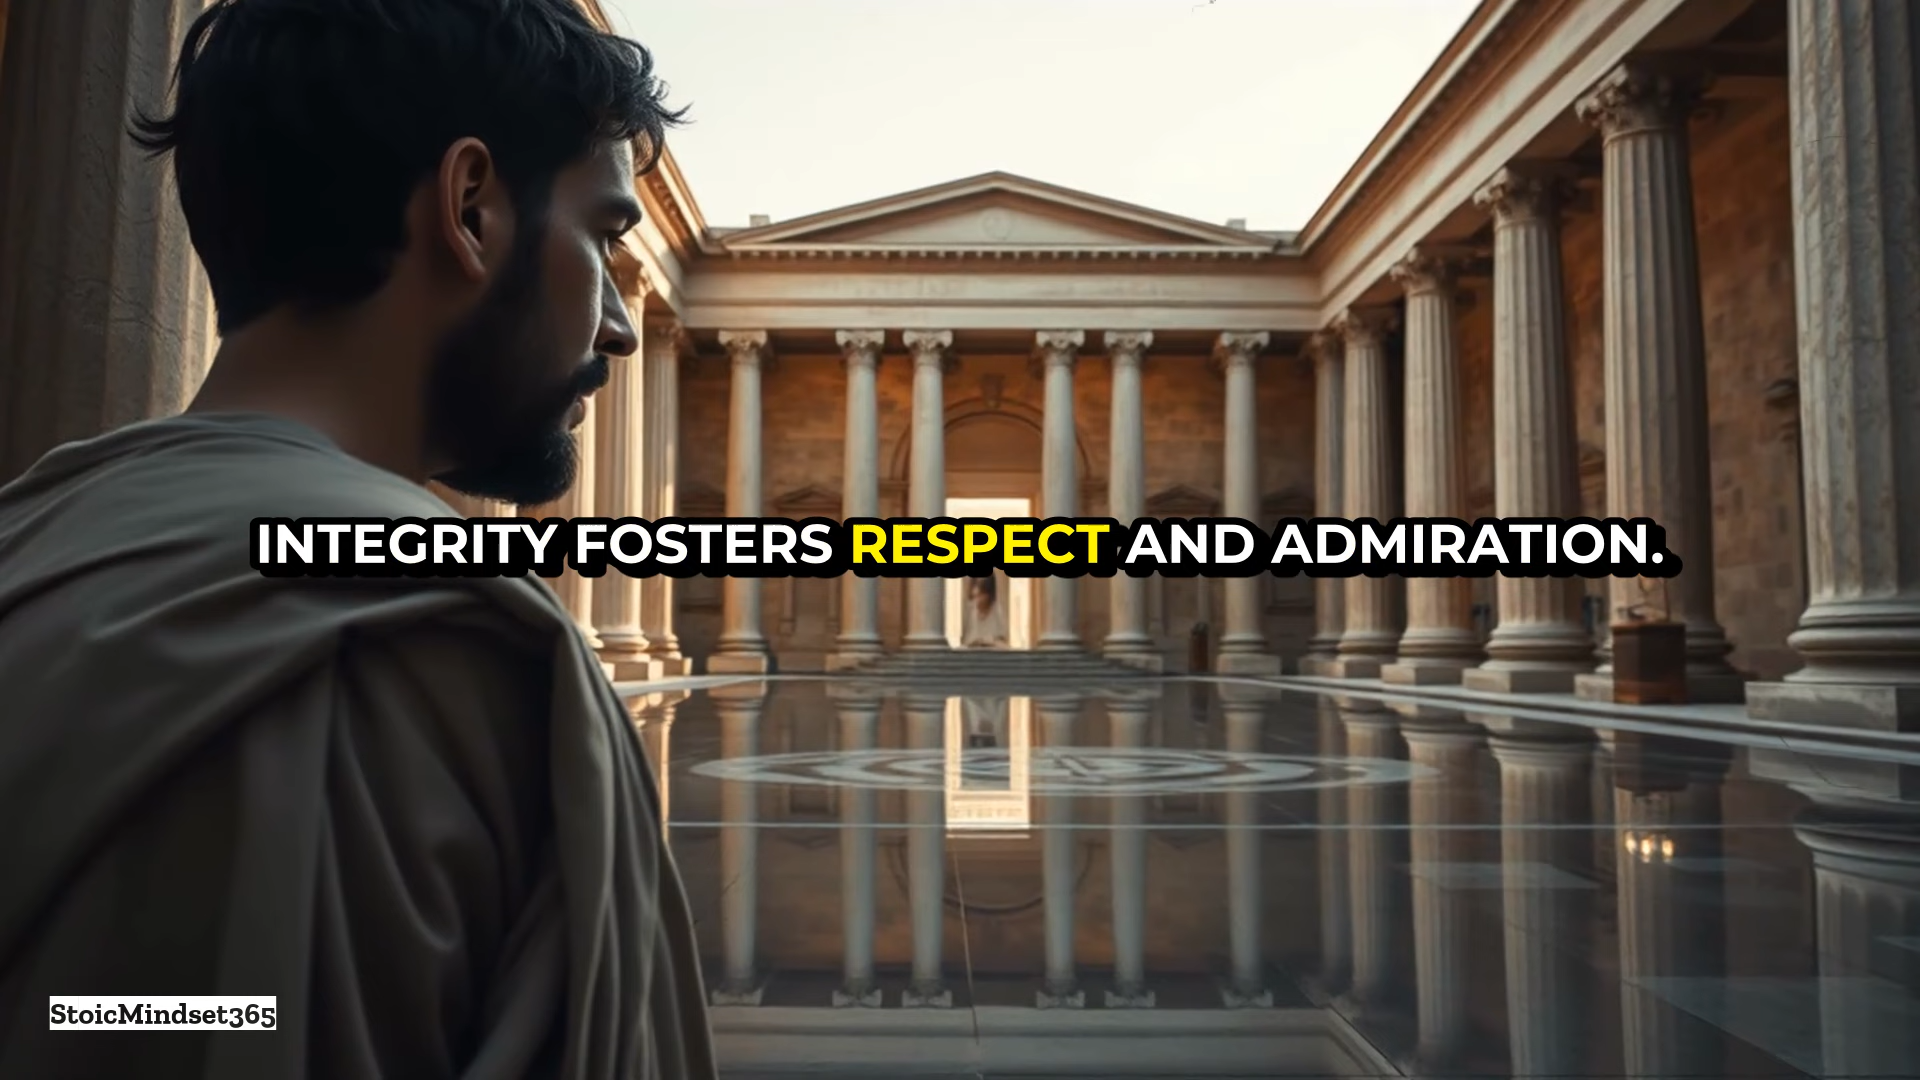 INTEGRITY FOSTERS RESPECT AND ADMIRATION.
StoicMindset365